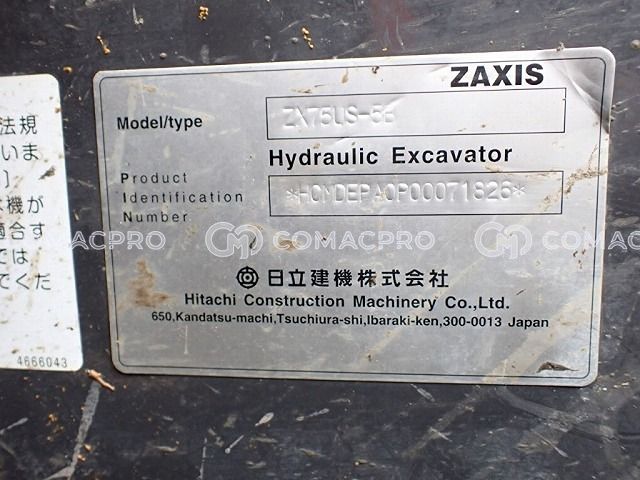 法規
いま
)
機が
適合す
では
てくだ
4666043
ZAXIS
Model/type
Hydraulic Excavator
Product
Identification
Number
*HCMDEPA0P00071826*
COMACPRO COMACPRO
日立建機株式会社
Hitachi Construction Machinery Co.,Ltd.
650,Kandatsu-machi,Tsuchiura-shi,Ibaraki-ken,300-0013 Japan